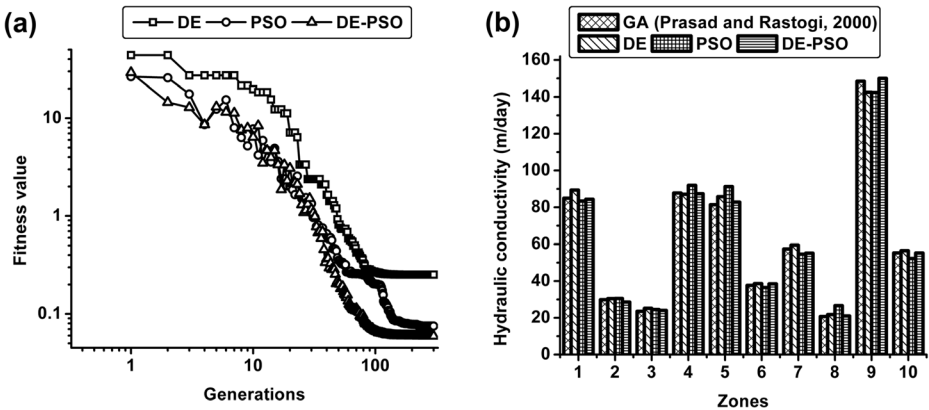 (a)
DE PSO DE-PSO
Fitness value
10
1
0.1
1 10 100
Generations
(b)
GA (Prasad and Rastogi, 2000)
DE PSO DE-PSO
Hydraulic conductivity (m/day)
160
140
120
100
80
60
40
20
0
1 2 3 4 5 6 7 8 9 10
Zones